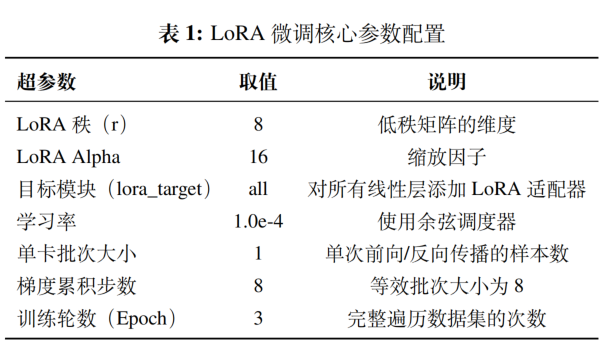 表 1: LoRA 微调核心参数配置
超参数 取值 说明
LoRA 秩（r） 8 低秩矩阵的维度
LoRA Alpha 16 缩放因子
目标模块（lora_target） all 对所有线性层添加 LoRA 适配器
学习率 1.0e-4 使用余弦调度器
单卡批次大小 1 单次前向/反向传播的样本数
梯度累积步数 8 等效批次大小为 8
训练轮数（Epoch） 3 完整遍历数据集的次数